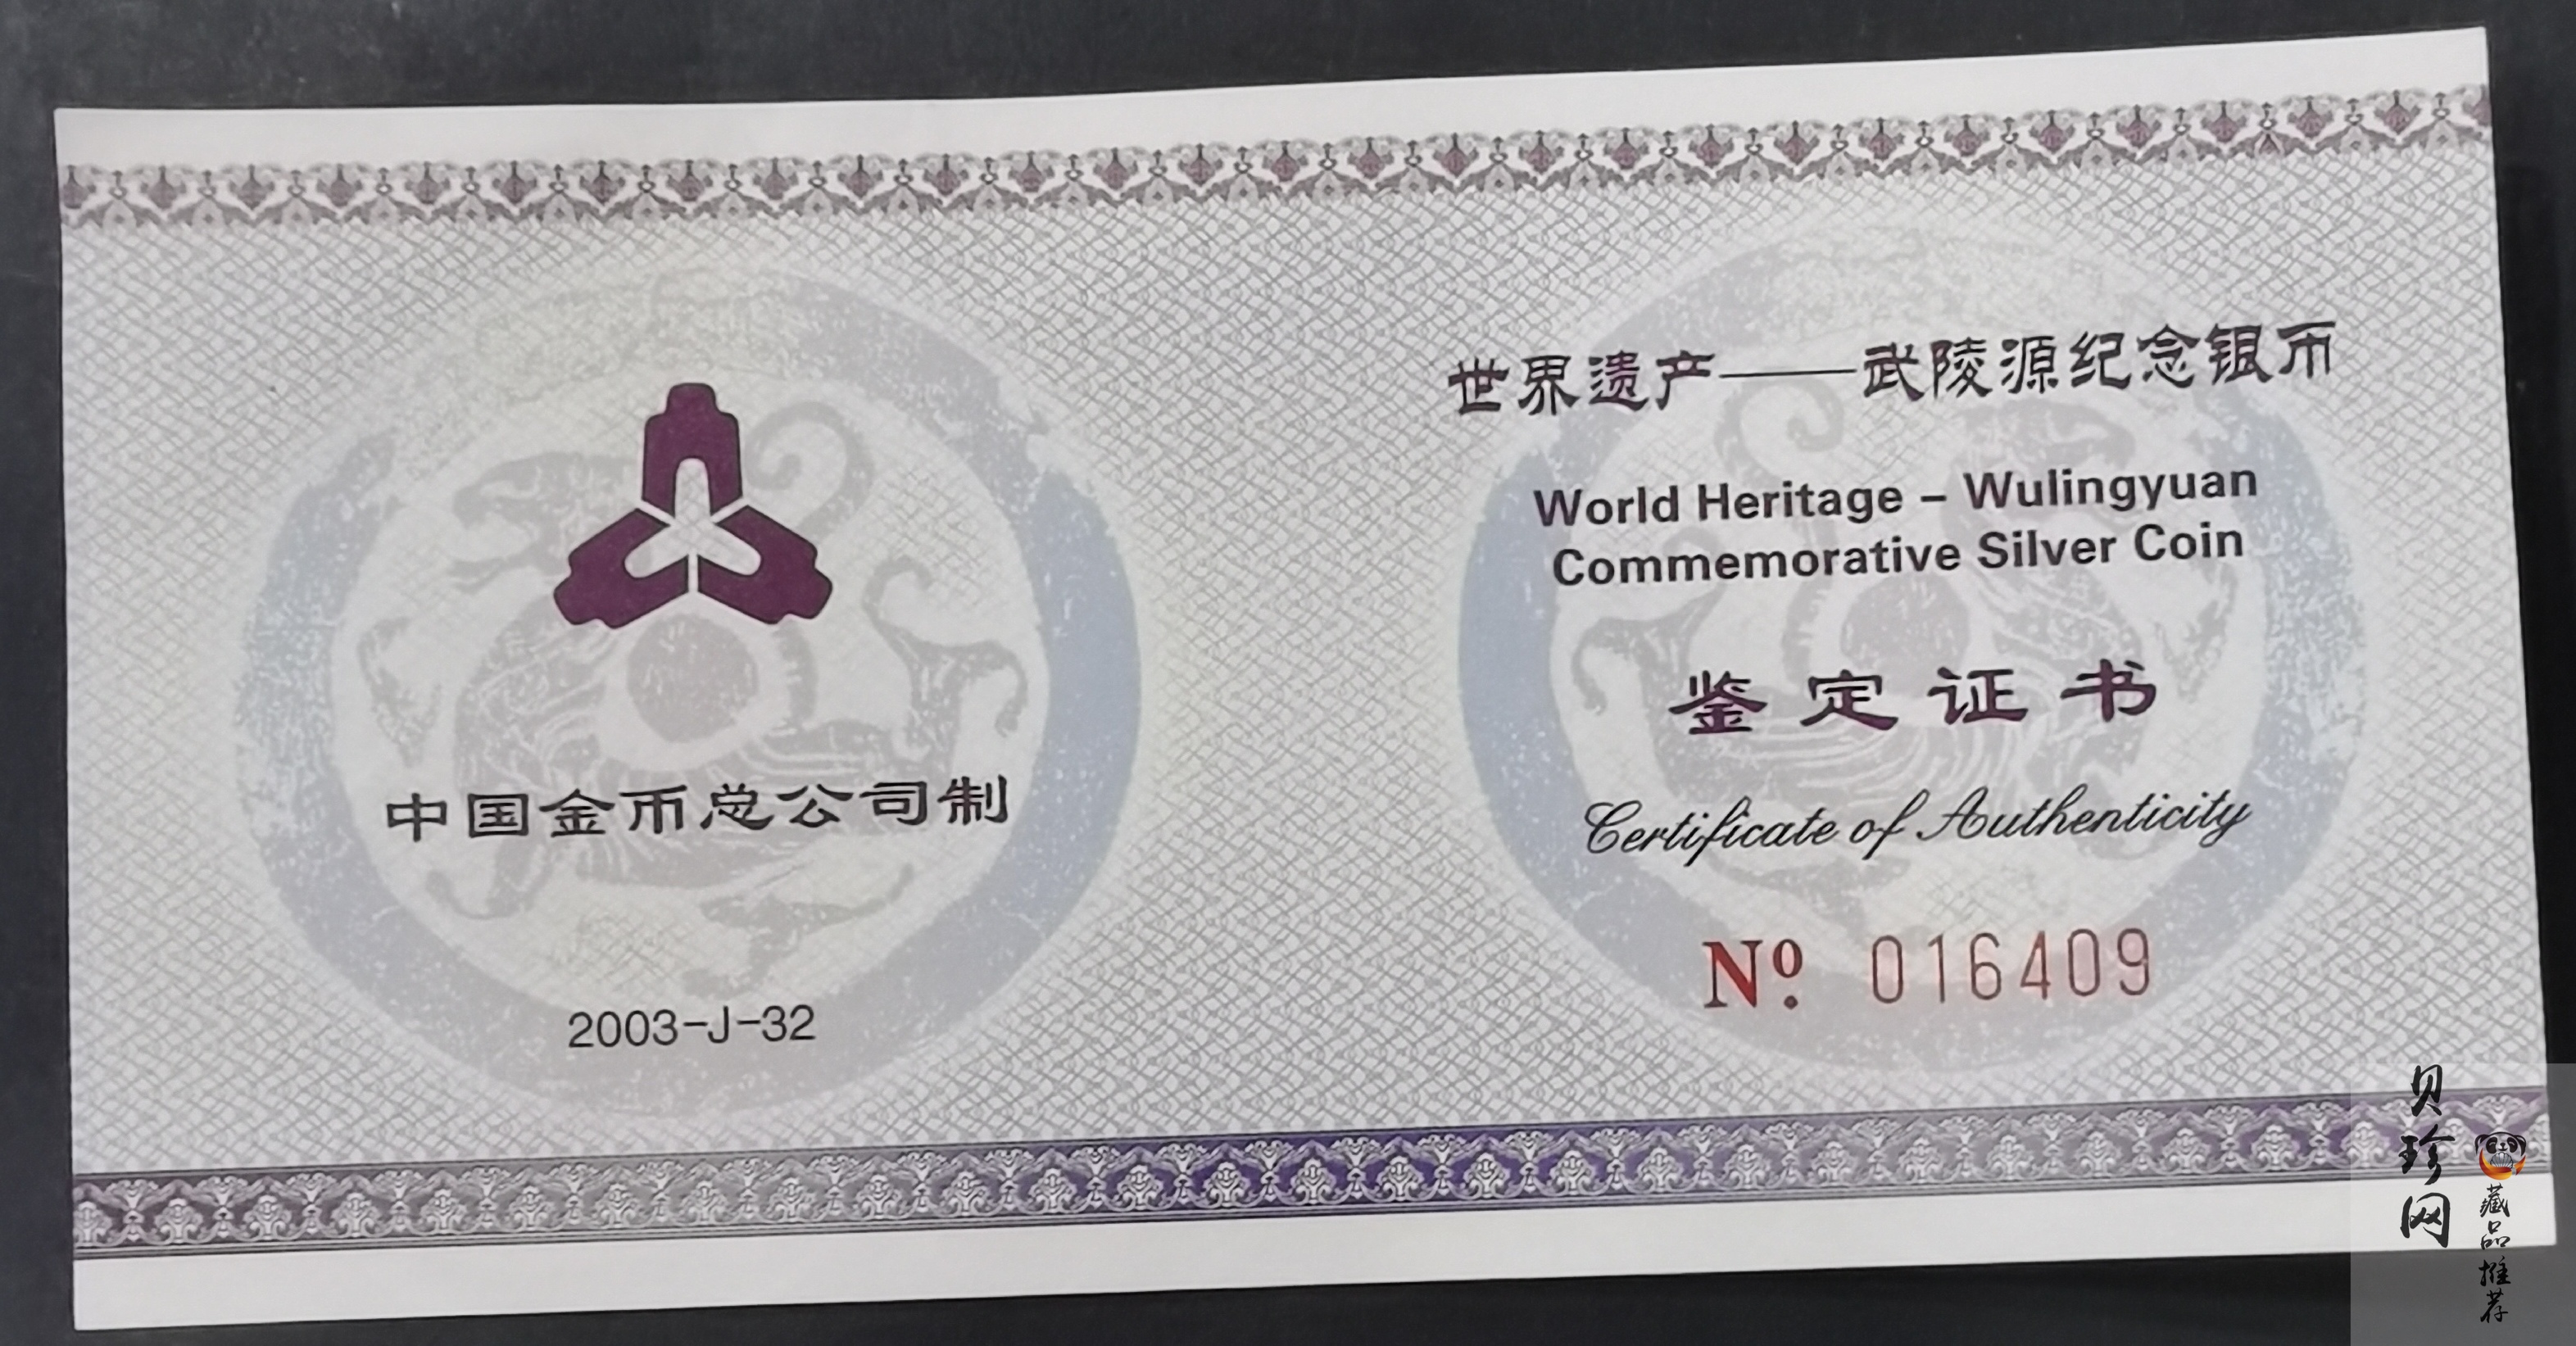 中国金币总公司制
2003-J-32
世界遗产——武陵源纪念银币
World Heritage – Wulingyuan
Commemorative Silver Coin
鉴定证书
Certificate of Authenticity
Nº 016409
贝珍网
藏品推荐